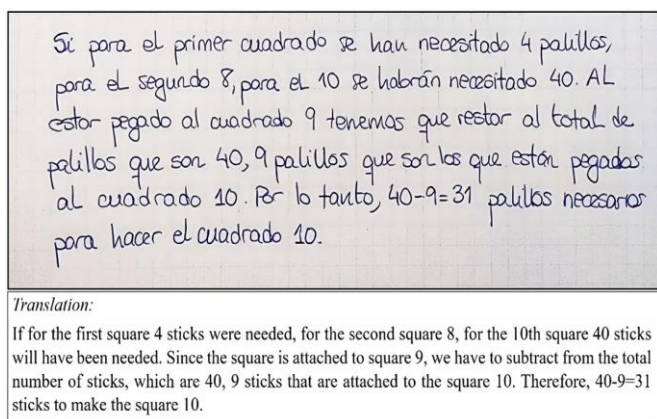 Si para el primer cuadrado se han necesitado 4 palillos,
para el segundo 8, para el 10 se habrán necesitado 40. AL
estar pegado al cuadrado 9 tenemos que restar al total de
palillos que son 40, 9 palillos que son los que están pegados
al cuadrado 10. Por lo tanto, 40-9=31 palillos necesarios
para hacer el cuadrado 10.
Translation:
If for the first square 4 sticks were needed, for the second square 8, for the 10th square 40 sticks
will have been needed. Since the square is attached to square 9, we have to subtract from the total
number of sticks, which are 40, 9 sticks that are attached to the square 10. Therefore, 40-9=31
sticks to make the square 10.